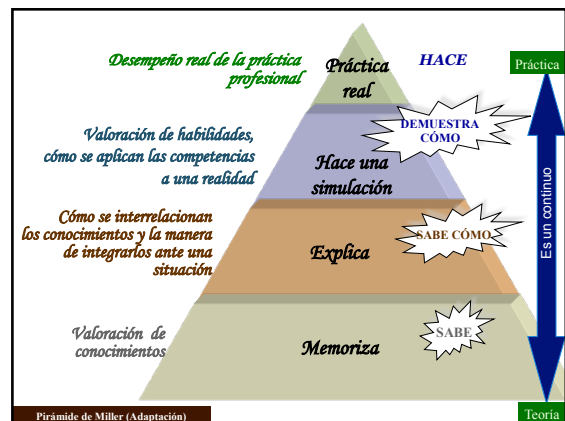 Desempeño real de la práctica
profesional
Práctica
real
HACE
Práctica
Valoración de habilidades,
cómo se aplican las competencias
a una realidad
Hace una
simulación
DEMUESTRA
CÓMO
Cómo se interrelacionan
los conocimientos y la manera
de integrarlos ante una
situación
Explica
SABE CÓMO
Es un continuo
Valoración de
conocimientos
Memoriza
SABE
Teoría
Pirámide de Miller (Adaptación)